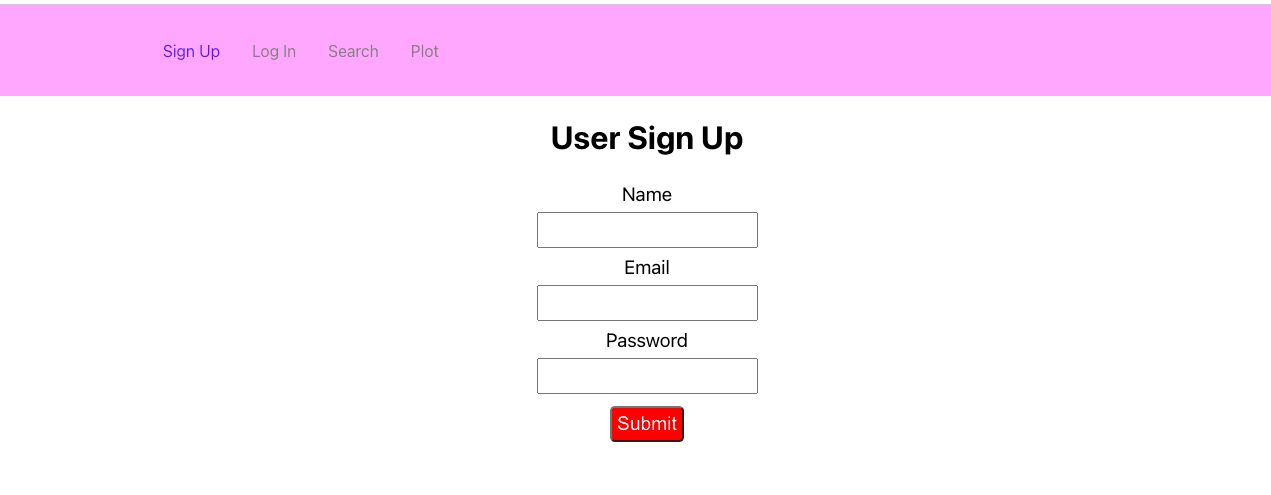 Sign Up Log In Search Plot
User Sign Up
Name
Email
Password
Submit